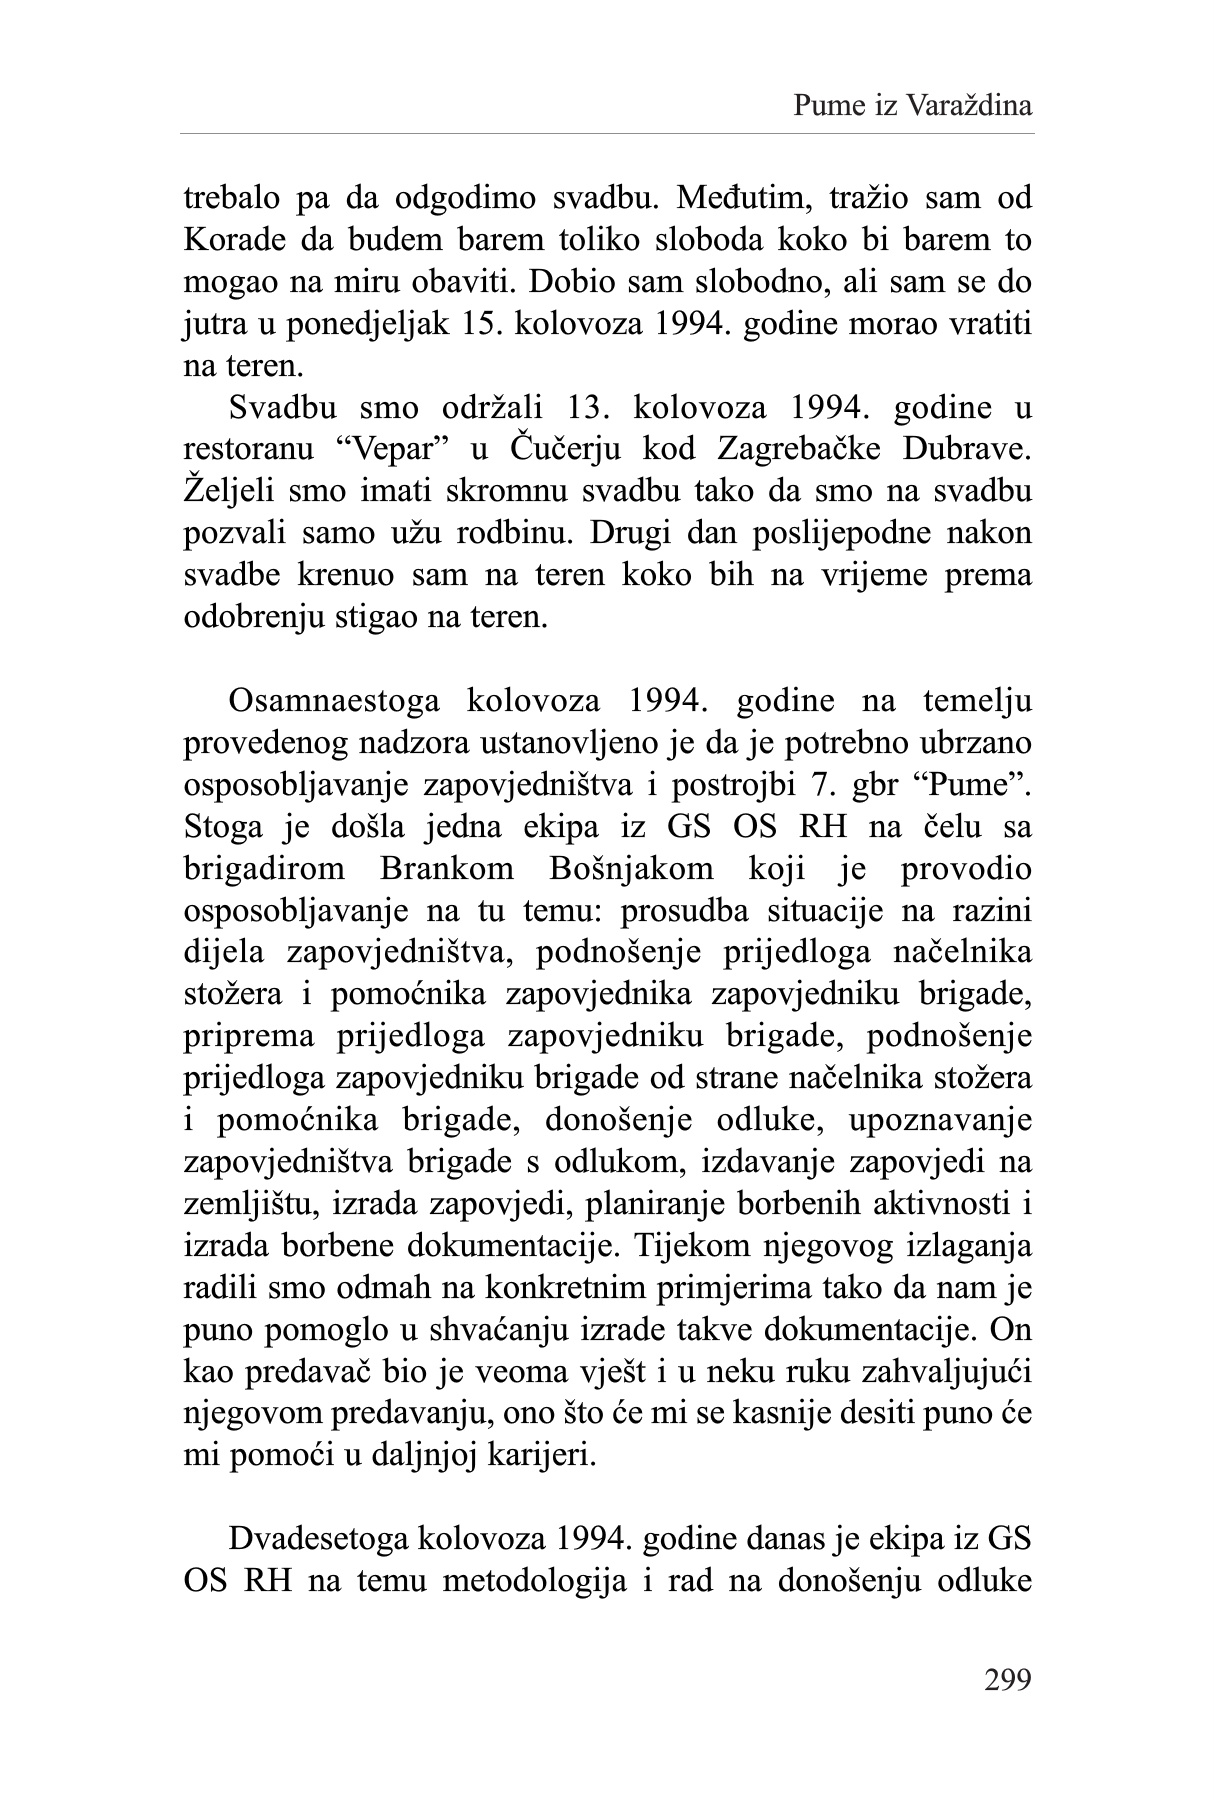 Pume iz Varaždina
trebalo pa da odgodimo svadbu. Međutim, tražio sam od
Korade da budem barem toliko sloboda koko bi barem to
mogao na miru obaviti. Dobio sam slobodno, ali sam se do
jutra u ponedjeljak 15. kolovoza 1994. godine morao vratiti
na teren.
Svadbu smo održali 13. kolovoza 1994. godine u
restoranu “Vepar” u Čučerju kod Zagrebačke Dubrave.
Željeli smo imati skromnu svadbu tako da smo na svadbu
pozvali samo užu rodbinu. Drugi dan poslijepodne nakon
svadbe krenuo sam na teren koko bih na vrijeme prema
odobrenju stigao na teren.
Osamnaestoga kolovoza 1994. godine na temelju
provedenog nadzora ustanovljeno je da je potrebno ubrzano
osposobljavanje zapovjedništva i postrojbi 7. gbr “Pume”.
Stoga je došla jedna ekipa iz GS OS RH na čelu sa
brigadirom Brankom Bošnjakom koji je provodio
osposobljavanje na tu temu: prosudba situacije na razini
dijela zapovjedništva, podnošenje prijedloga načelnika
stožera i pomoćnika zapovjednika zapovjedniku brigade,
priprema prijedloga zapovjedniku brigade, podnošenje
prijedloga zapovjedniku brigade od strane načelnika stožera
i pomoćnika brigade, donošenje odluke, upoznavanje
zapovjedništva brigade s odlukom, izdavanje zapovjedi na
zemljištu, izrada zapovjedi, planiranje borbenih aktivnosti i
izrada borbene dokumentacije. Tijekom njegovog izlaganja
radili smo odmah na konkretnim primjerima tako da nam je
puno pomoglo u shvaćanju izrade takve dokumentacije. On
kao predavač bio je veoma vješt i u neku ruku zahvaljujući
njegovom predavanju, ono što će mi se kasnije desiti puno će
mi pomoći u daljnjoj karijeri.
Dvadesetoga kolovoza 1994. godine danas je ekipa iz GS
OS RH na temu metodologija i rad na donošenju odluke
299